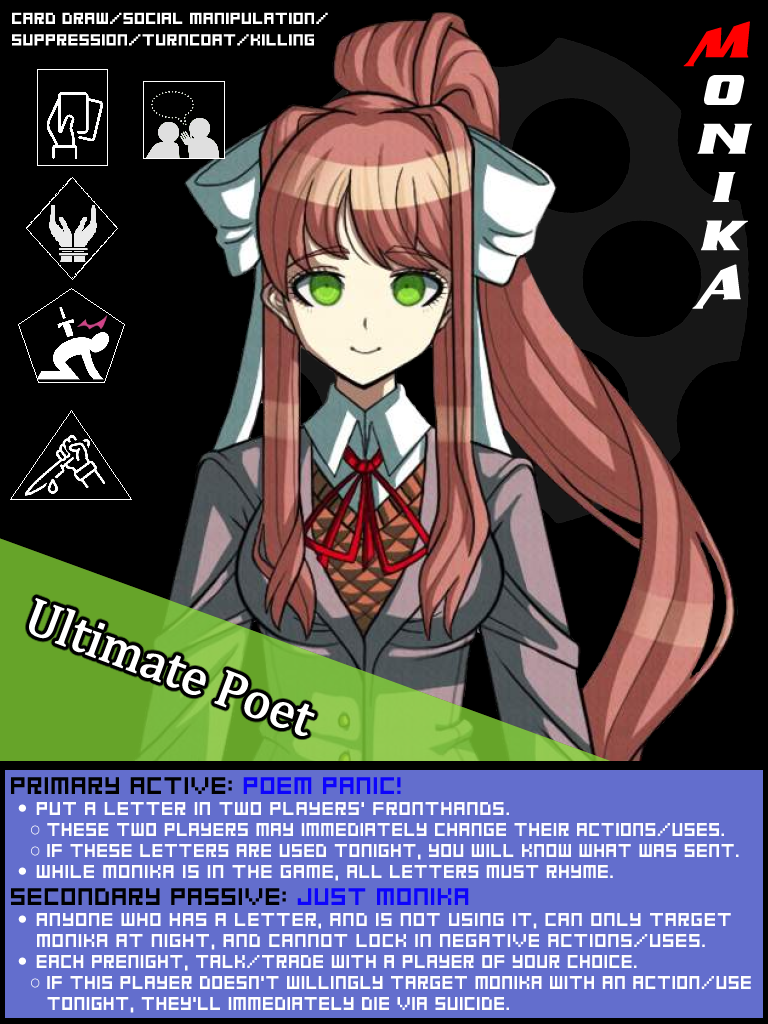 CARD DRAW/SOCIAL MANIPULATION/
SUPPRESSION/TURNCOAT/KILLING
MONIKA
Ultimate Poet
PRIMARY ACTIVE: POEM PANIC!
• PUT A LETTER IN TWO PLAYERS' FRONTHANDS.
○ THESE TWO PLAYERS MAY IMMEDIATELY CHANGE THEIR ACTIONS/USES.
○ IF THESE LETTERS ARE USED TONIGHT, YOU WILL KNOW WHAT WAS SENT.
• WHILE MONIKA IS IN THE GAME, ALL LETTERS MUST RHYME.
SECONDARY PASSIVE: JUST MONIKA
• ANYONE WHO HAS A LETTER, AND IS NOT USING IT, CAN ONLY TARGET
MONIKA AT NIGHT, AND CANNOT LOCK IN NEGATIVE ACTIONS/USES.
• EACH PRENIGHT, TALK/TRADE WITH A PLAYER OF YOUR CHOICE.
○ IF THIS PLAYER DOESN'T WILLINGLY TARGET MONIKA WITH AN ACTION/USE
TONIGHT, THEY'LL IMMEDIATELY DIE VIA SUICIDE.